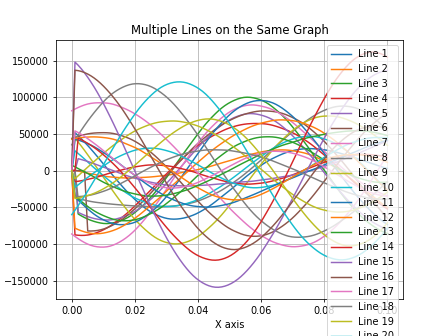 Multiple Lines on the Same Graph
150000
100000
50000
0
−50000
−100000
−150000
0.00
0.02
0.04
0.06
0.08
X axis
Line 1
Line 2
Line 3
Line 4
Line 5
Line 6
Line 7
Line 8
Line 9
Line 10
Line 11
Line 12
Line 13
Line 14
Line 15
Line 16
Line 17
Line 18
Line 19
Line 20